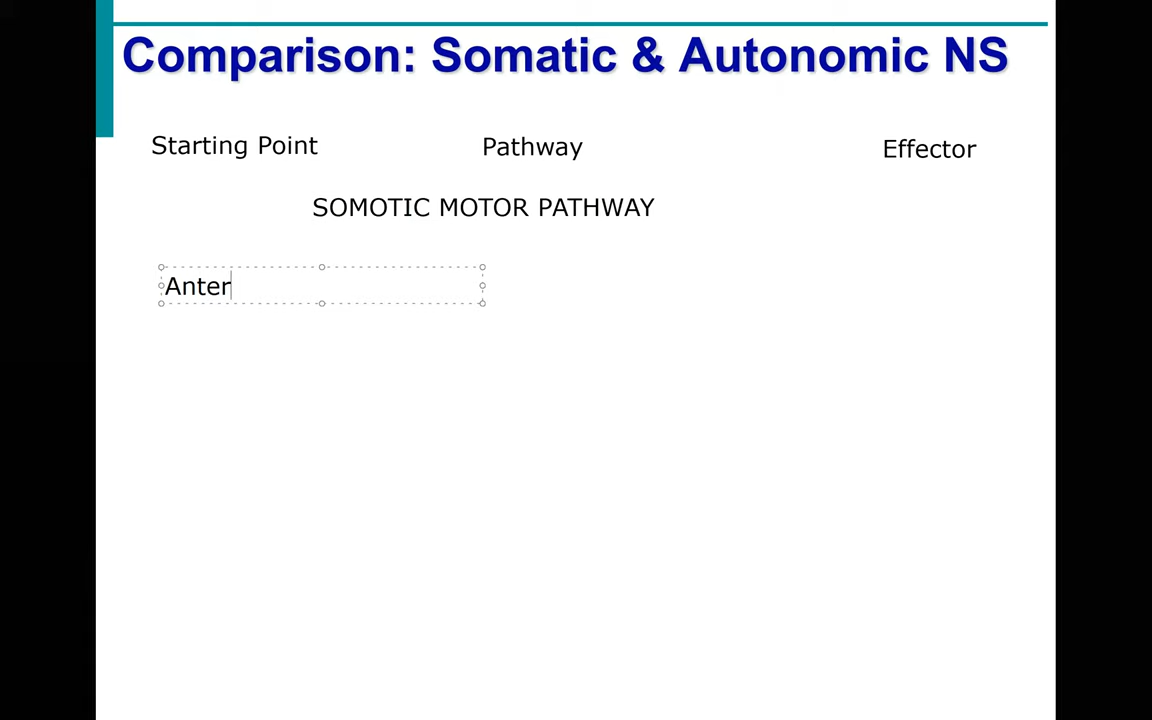 Comparison: Somatic & Autonomic NS
Starting Point Pathway Effector
SOMOTIC MOTOR PATHWAY
Anter